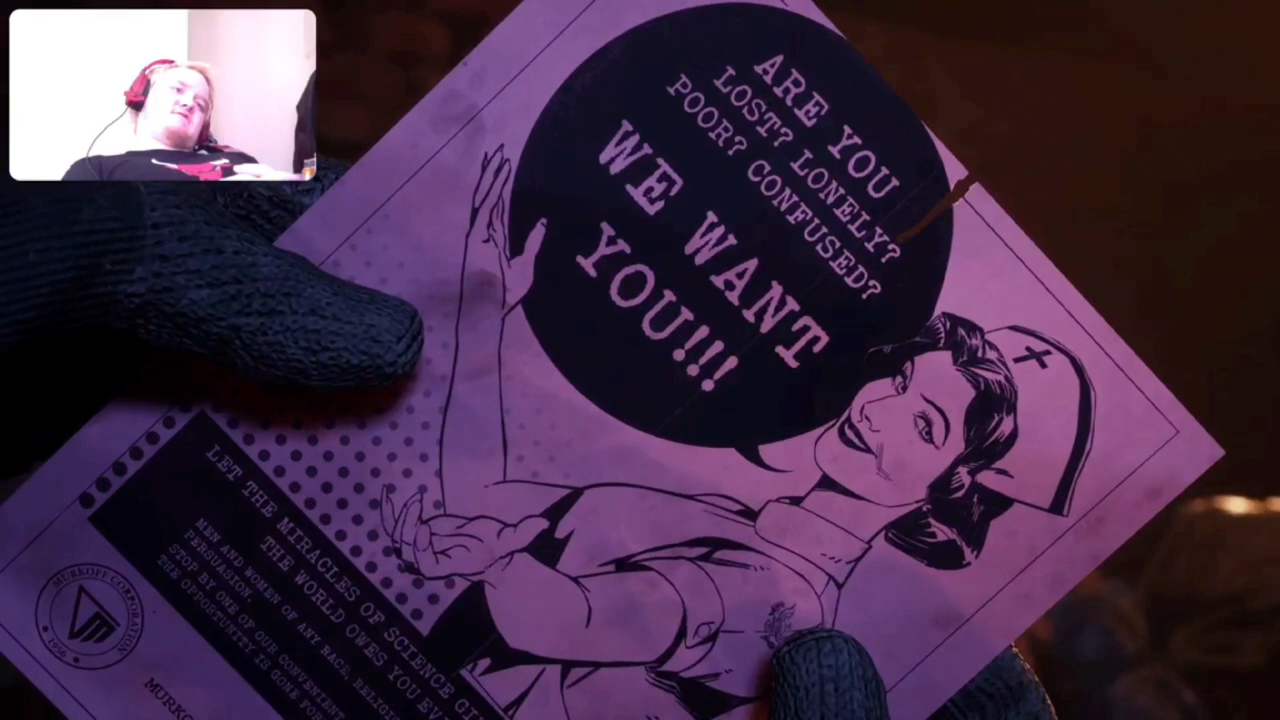 ARE YOU
LOST? LONELY?
POOR? CONFUSED?
WE WANT
YOU!!!
LET THE MIRACLES OF SCIENCE
THE WORLD OWES YOU
MEN AND WOMEN OF ANY RACE,
PERSUASION.
STOP BY ONE OF OUR CONVENIENT
THE OPPORTUNITY IS GONE
MURKOFF CORPORATION
1956